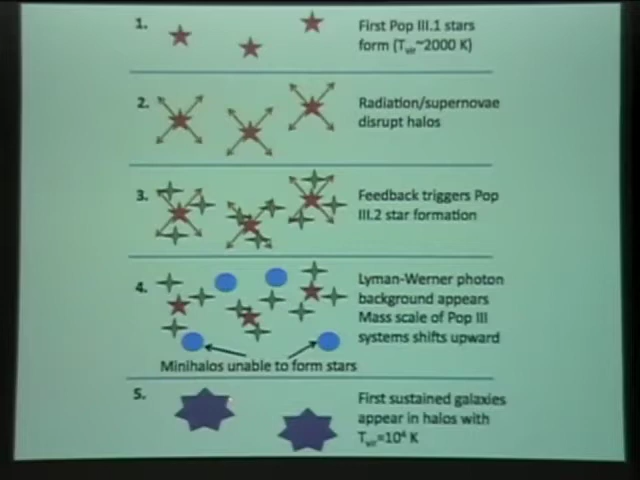 1.
First Pop III.1 stars
form (Tvir~2000 K)
2.
Radiation/supernovae
disrupt halos
3.
Feedback triggers Pop
III.2 star formation
4.
Lyman-Werner photon
background appears
Mass scale of Pop III
systems shifts upward
Minihalos unable to form stars
5.
First sustained galaxies
appear in halos with
Tvir=10⁴ K